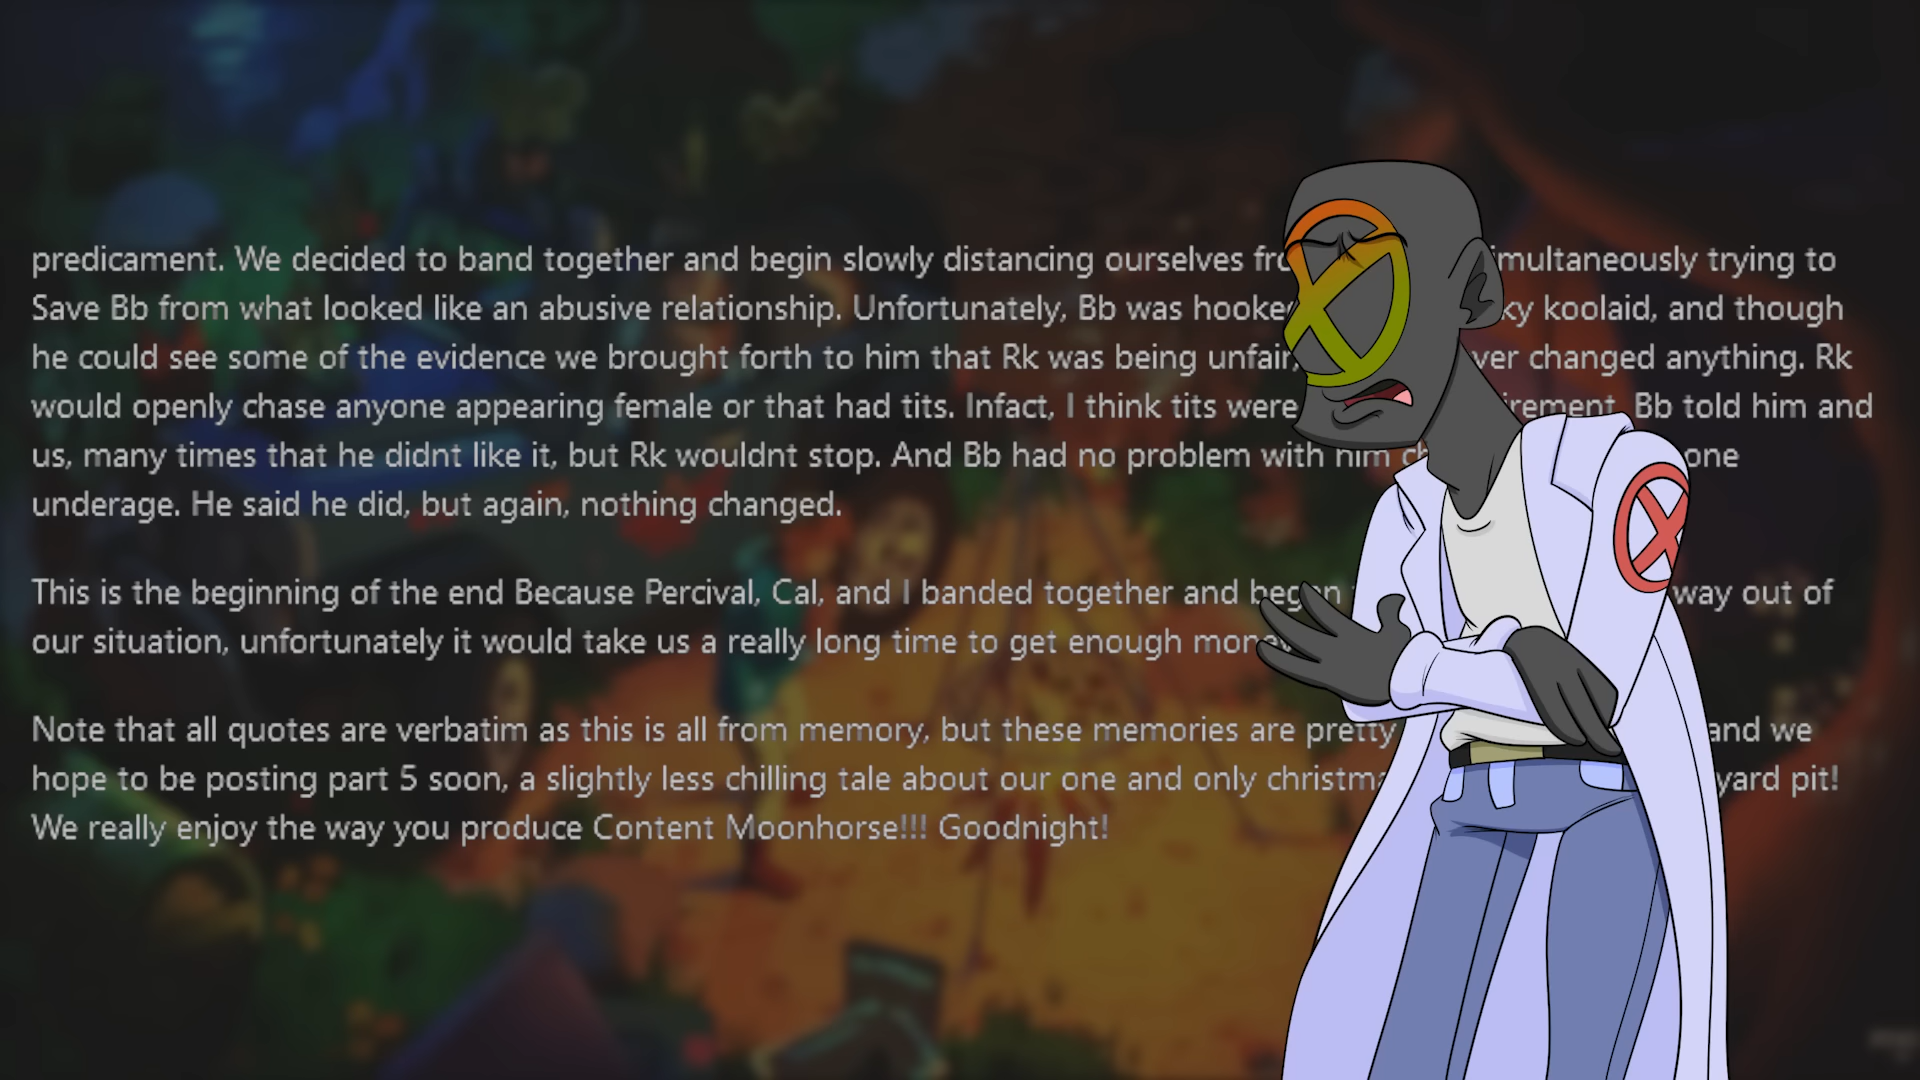 predicament. We decided to band together and begin slowly distancing ourselves imultaneously trying to
Save Bb from what looked like an abusive relationship. Unfortunately, Bb was ky koolaid, and though
he could see some of the evidence we brought forth to him that Rk was being unfair, ver changed anything. Rk
would openly chase anyone appearing female or that had tits. Infact, I think tits were irement. Bb told him and
us, many times that he didnt like it, but Rk wouldnt stop. And Bb had no problem with him one
underage. He said he did, but again, nothing changed.
This is the beginning of the end Because Percival, Cal, and I banded together and began way out of
our situation, unfortunately it would take us a really long time to get enough money
Note that all quotes are verbatim as this is all from memory, but these memories are pretty and we
hope to be posting part 5 soon, a slightly less chilling tale about our one and only yard pit!
We really enjoy the way you produce Content Moonhorse!!! Goodnight!